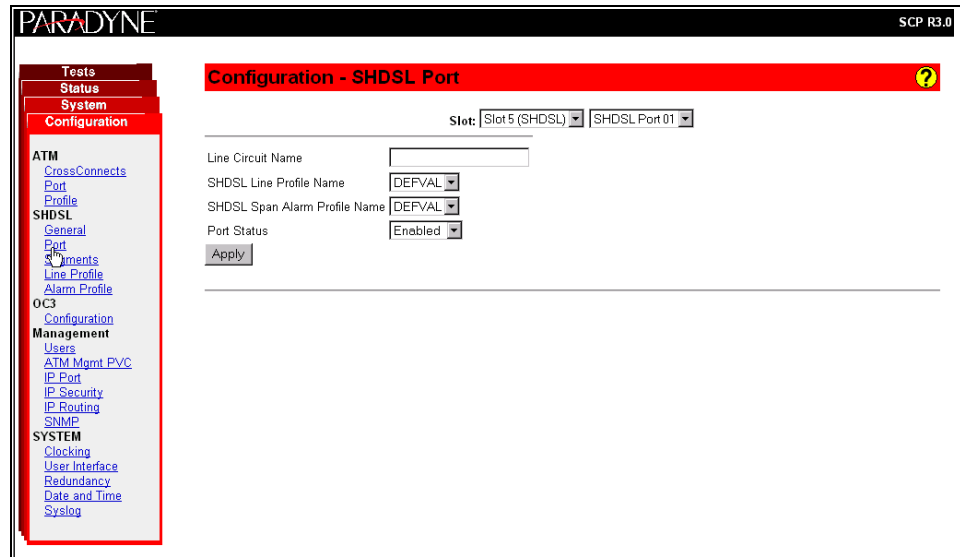 PARADYNE
SCP R3.0
Tests
Status
System
Configuration
ATM
CrossConnects
Port
Profile
SHDSL
General
Port
Segments
Line Profile
Alarm Profile
OC3
Configuration
Management
Users
ATM Mgmt PVC
IP Port
IP Security
IP Routing
SNMP
SYSTEM
Clocking
User Interface
Redundancy
Date and Time
Syslog
Configuration - SHDSL Port
?
Slot: Slot 5 (SHDSL) SHDSL Port 01
Line Circuit Name
SHDSL Line Profile Name DEFVAL
SHDSL Span Alarm Profile Name DEFVAL
Port Status Enabled
Apply